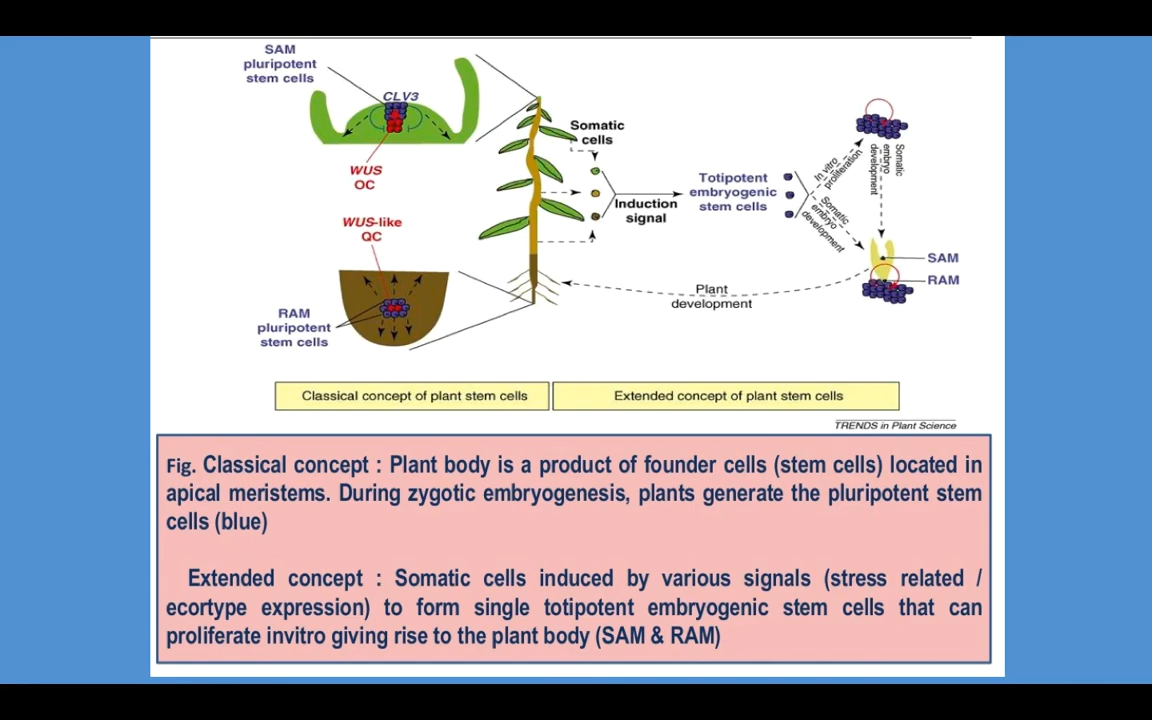 SAM
pluripotent
stem cells
CLV3
WUS
OC
WUS-like
QC
RAM
pluripotent
stem cells
Somatic
cells
Induction
signal
Totipotent
embryogenic
stem cells
In vitro
proliferation
Somatic
embryo
development
Somatic
embryo
development
SAM
RAM
Plant
development
Classical concept of plant stem cells
Extended concept of plant stem cells
TRENDS in Plant Science
Fig. Classical concept : Plant body is a product of founder cells (stem cells) located in
apical meristems. During zygotic embryogenesis, plants generate the pluripotent stem
cells (blue)
Extended concept : Somatic cells induced by various signals (stress related /
ecortype expression) to form single totipotent embryogenic stem cells that can
proliferate invitro giving rise to the plant body (SAM & RAM)